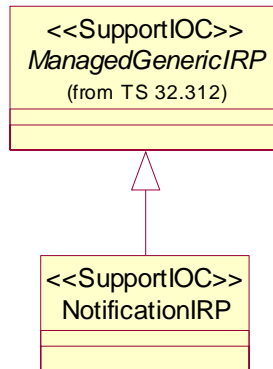 <<SupportIOC>>
ManagedGenericIRP
(from TS 32.312)
<<SupportIOC>>
NotificationIRP